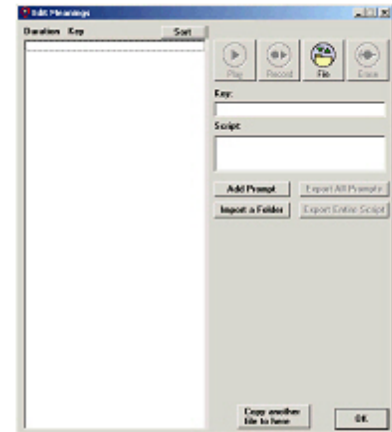 Edit Meanings
Duration Key Sort
Play Record File Erase
Key:
Script:
Add Prompt Export All Prompts
Import a Folder Export Entire Script
Copy another
file to here
OK